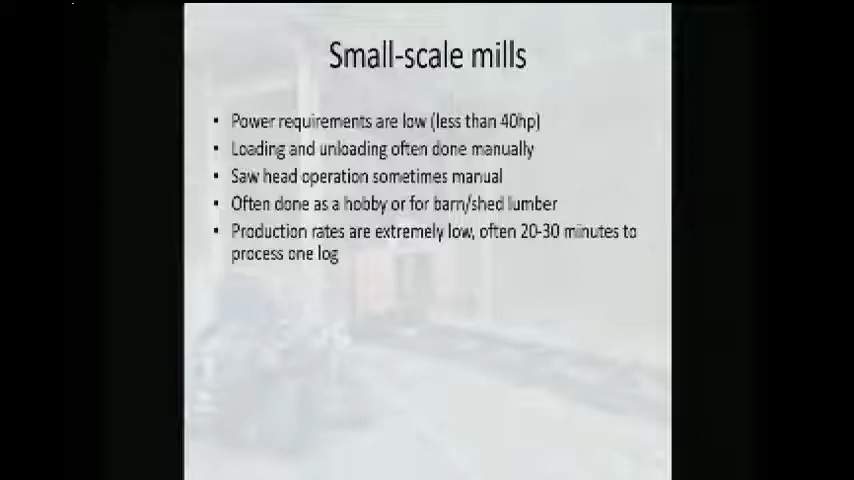 Small-scale mills
• Power requirements are low (less than 40hp)
• Loading and unloading often done manually
• Saw head operation sometimes manual
• Often done as a hobby or for barn/shed lumber
• Production rates are extremely low, often 20-30 minutes to
process one log